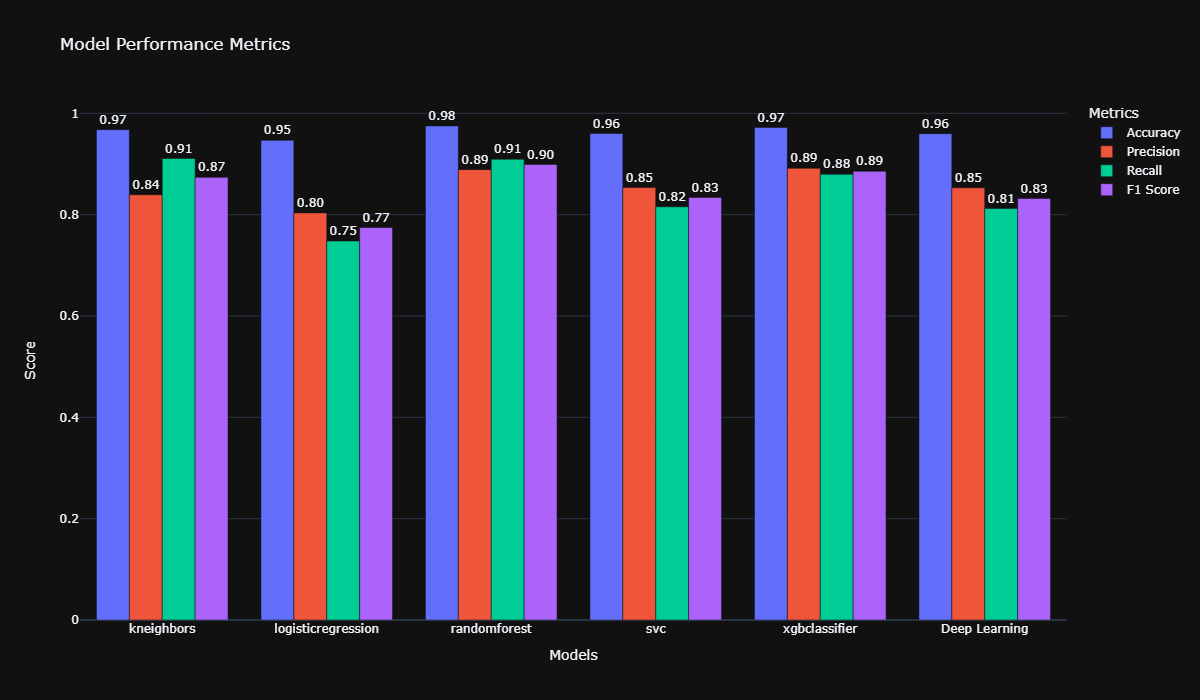 Model Performance Metrics
Metrics
Accuracy
Precision
Recall
F1 Score
Score
1
0.8
0.6
0.4
0.2
0
0.97 0.84 0.91 0.87
0.95 0.80 0.75 0.77
0.98 0.89 0.91 0.90
0.96 0.85 0.82 0.83
0.97 0.89 0.88 0.89
0.96 0.85 0.81 0.83
kneighbors logisticregression randomforest svc xgbclassifier Deep Learning
Models